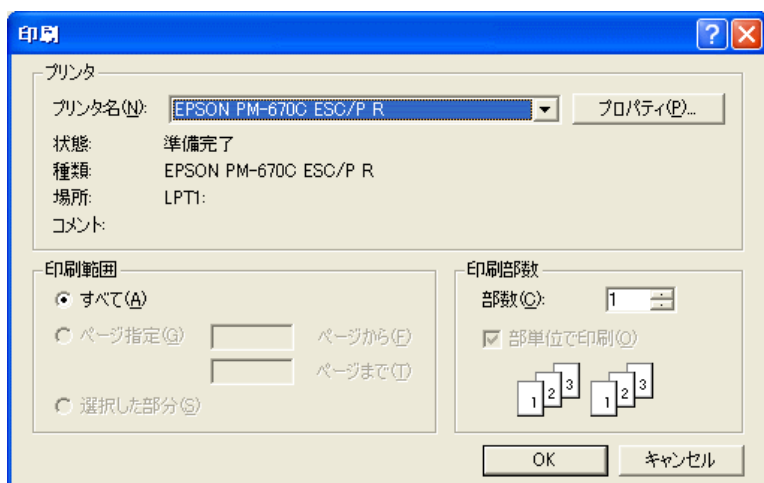 印刷
プリンタ
プリンタ名(N): EPSON PM-670C ESC/P R プロパティ(P)...
状態: 準備完了
種類: EPSON PM-670C ESC/P R
場所: LPT1:
コメント:
印刷範囲
すべて(A)
ページ指定(G) ページから(F)
ページまで(T)
選択した部分(S)
印刷部数
部数(C): 1
部単位で印刷(O)
1 2 3 1 2 3
OK キャンセル